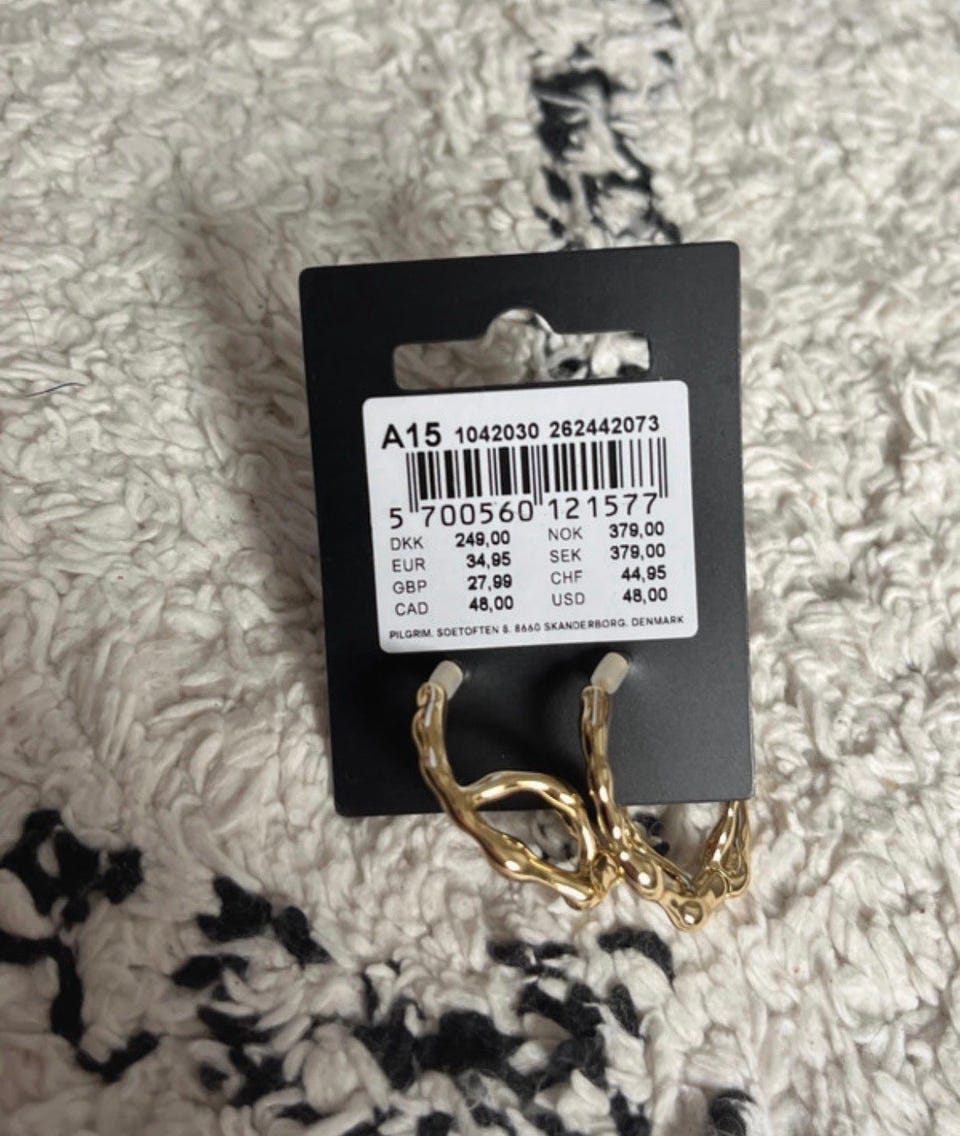 A15 1042030 262442073
5 700560 121577
DKK 249,00 NOK 379,00
EUR 34,95 SEK 379,00
GBP 27,99 CHF 44,95
CAD 48,00 USD 48,00
PILGRIM. SOETOFTEN 8. 8660 SKANDERBORG. DENMARK